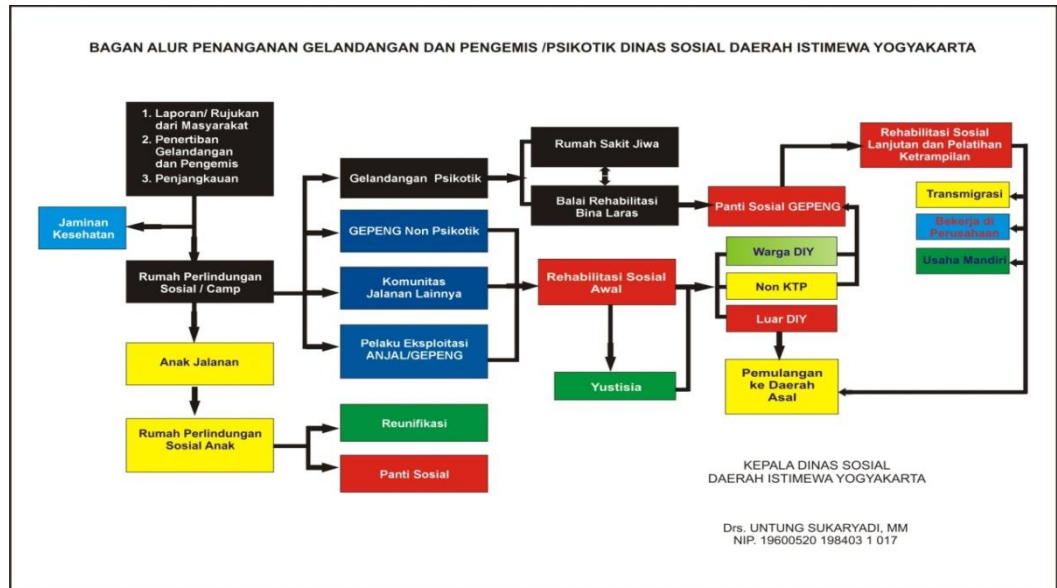 BAGAN ALUR PENANGANAN GELANDANGAN DAN PENGEMIS /PSIKOTIK DINAS SOSIAL DAERAH ISTIMEWA YOGYAKARTA
1. Laporan/ Rujukan
dari Masyarakat
2. Penertiban
Gelandangan
dan Pengemis
3. Penjangkauan
Jaminan
Kesehatan
Rumah Perlindungan
Sosial / Camp
Anak Jalanan
Rumah Perlindungan
Sosial Anak
Gelandangan Psikotik
GEPENG Non Psikotik
Komunitas
Jalanan Lainnya
Pelaku Eksploitasi
ANJAL/GEPENG
Reunifikasi
Panti Sosial
Rumah Sakit Jiwa
Balai Rehabilitasi
Bina Laras
Rehabilitasi Sosial
Awal
Yustisia
Panti Sosial GEPENG
Warga DIY
Non KTP
Luar DIY
Pemulangan
ke Daerah
Asal
Rehabilitasi Sosial
Lanjutan dan Pelatihan
Ketrampilan
Transmigrasi
Bekerja di
Perusahaan
Usaha Mandiri
KEPALA DINAS SOSIAL
DAERAH ISTIMEWA YOGYAKARTA
Drs. UNTUNG SUKARYADI, MM
NIP. 19600520 198403 1 017